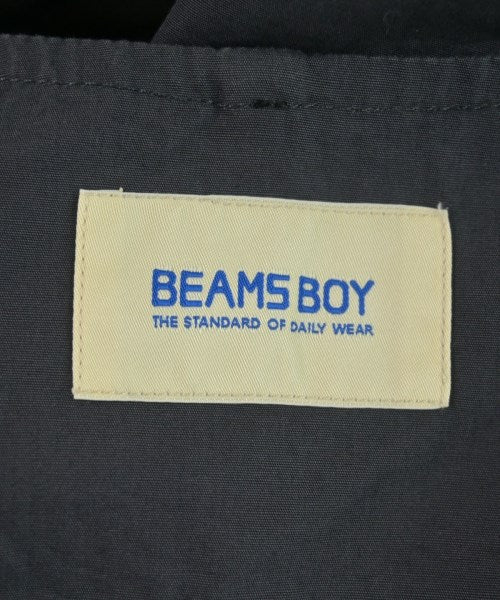 BEAMS BOY
THE STANDARD OF DAILY WEAR